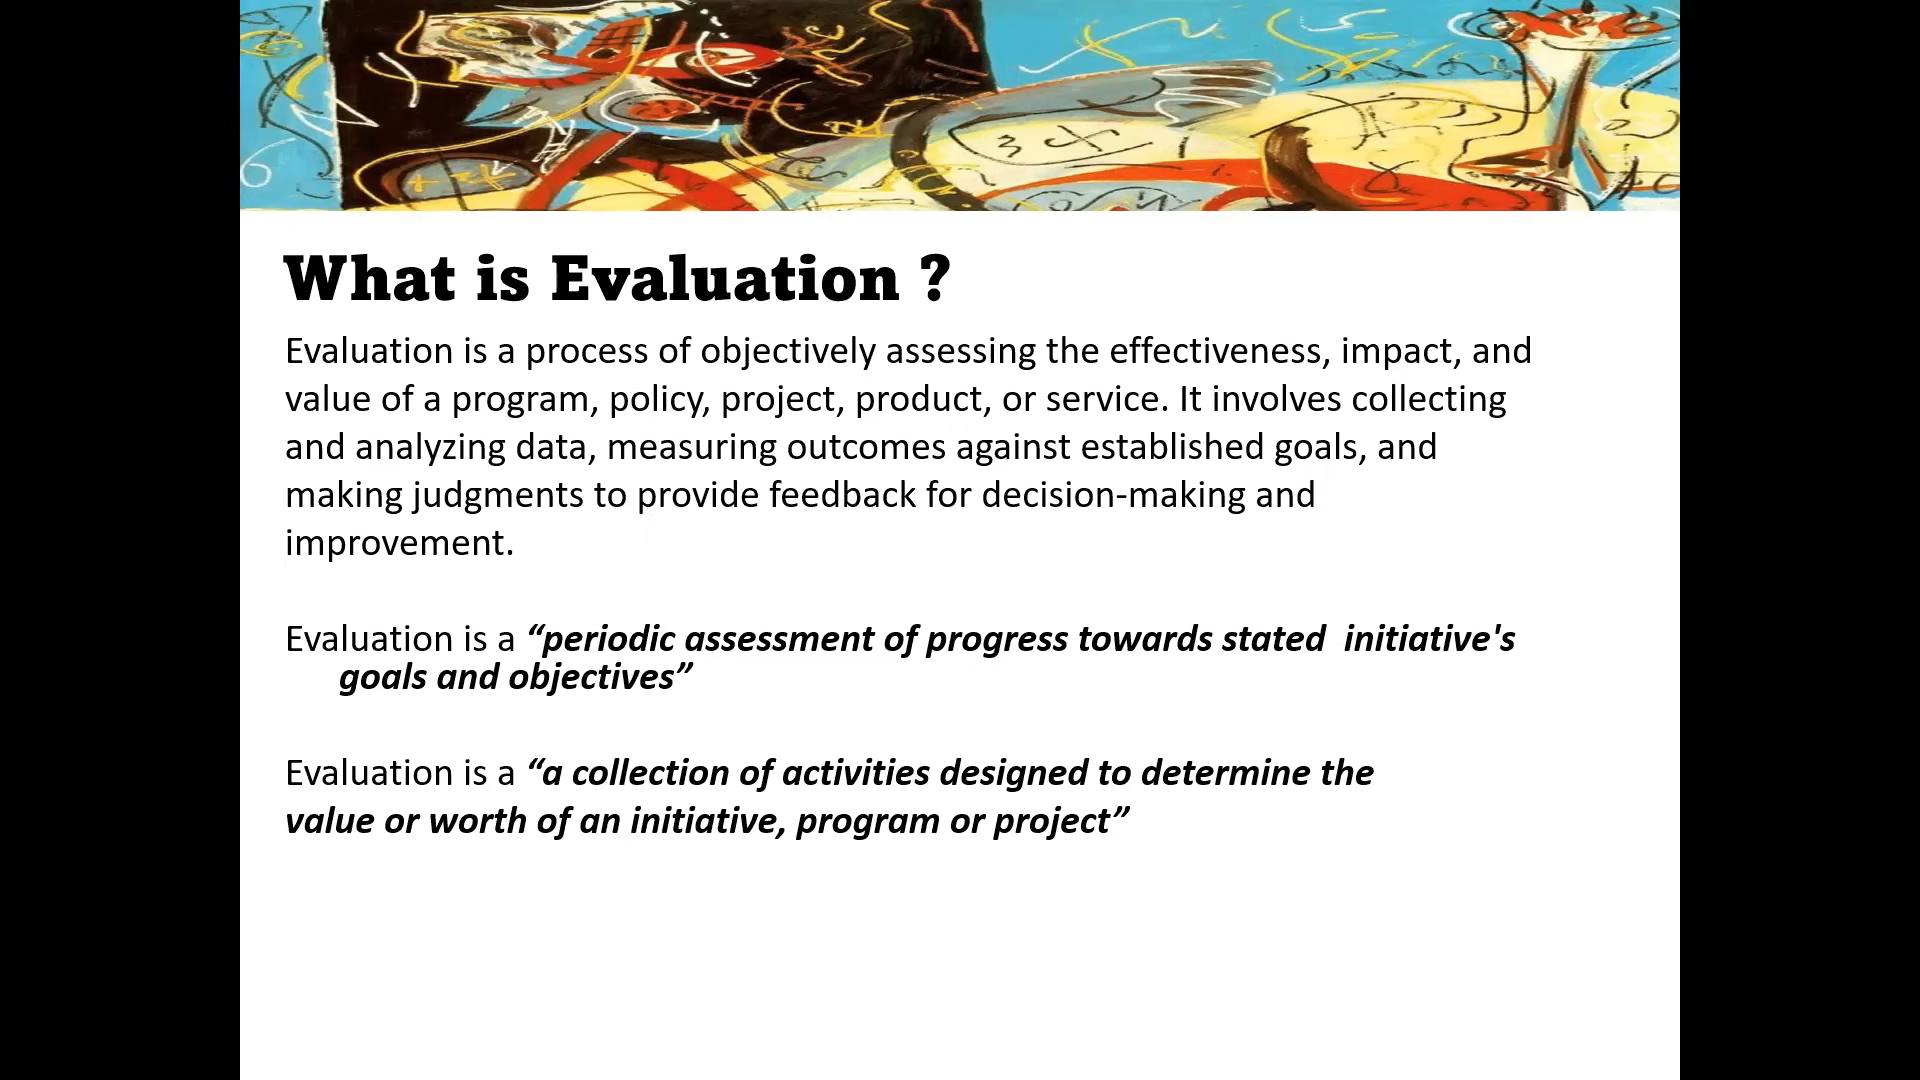 What is Evaluation ?
Evaluation is a process of objectively assessing the effectiveness, impact, and
value of a program, policy, project, product, or service. It involves collecting
and analyzing data, measuring outcomes against established goals, and
making judgments to provide feedback for decision-making and
improvement.
Evaluation is a “periodic assessment of progress towards stated  initiative's
goals and objectives”
Evaluation is a “a collection of activities designed to determine the
value or worth of an initiative, program or project”